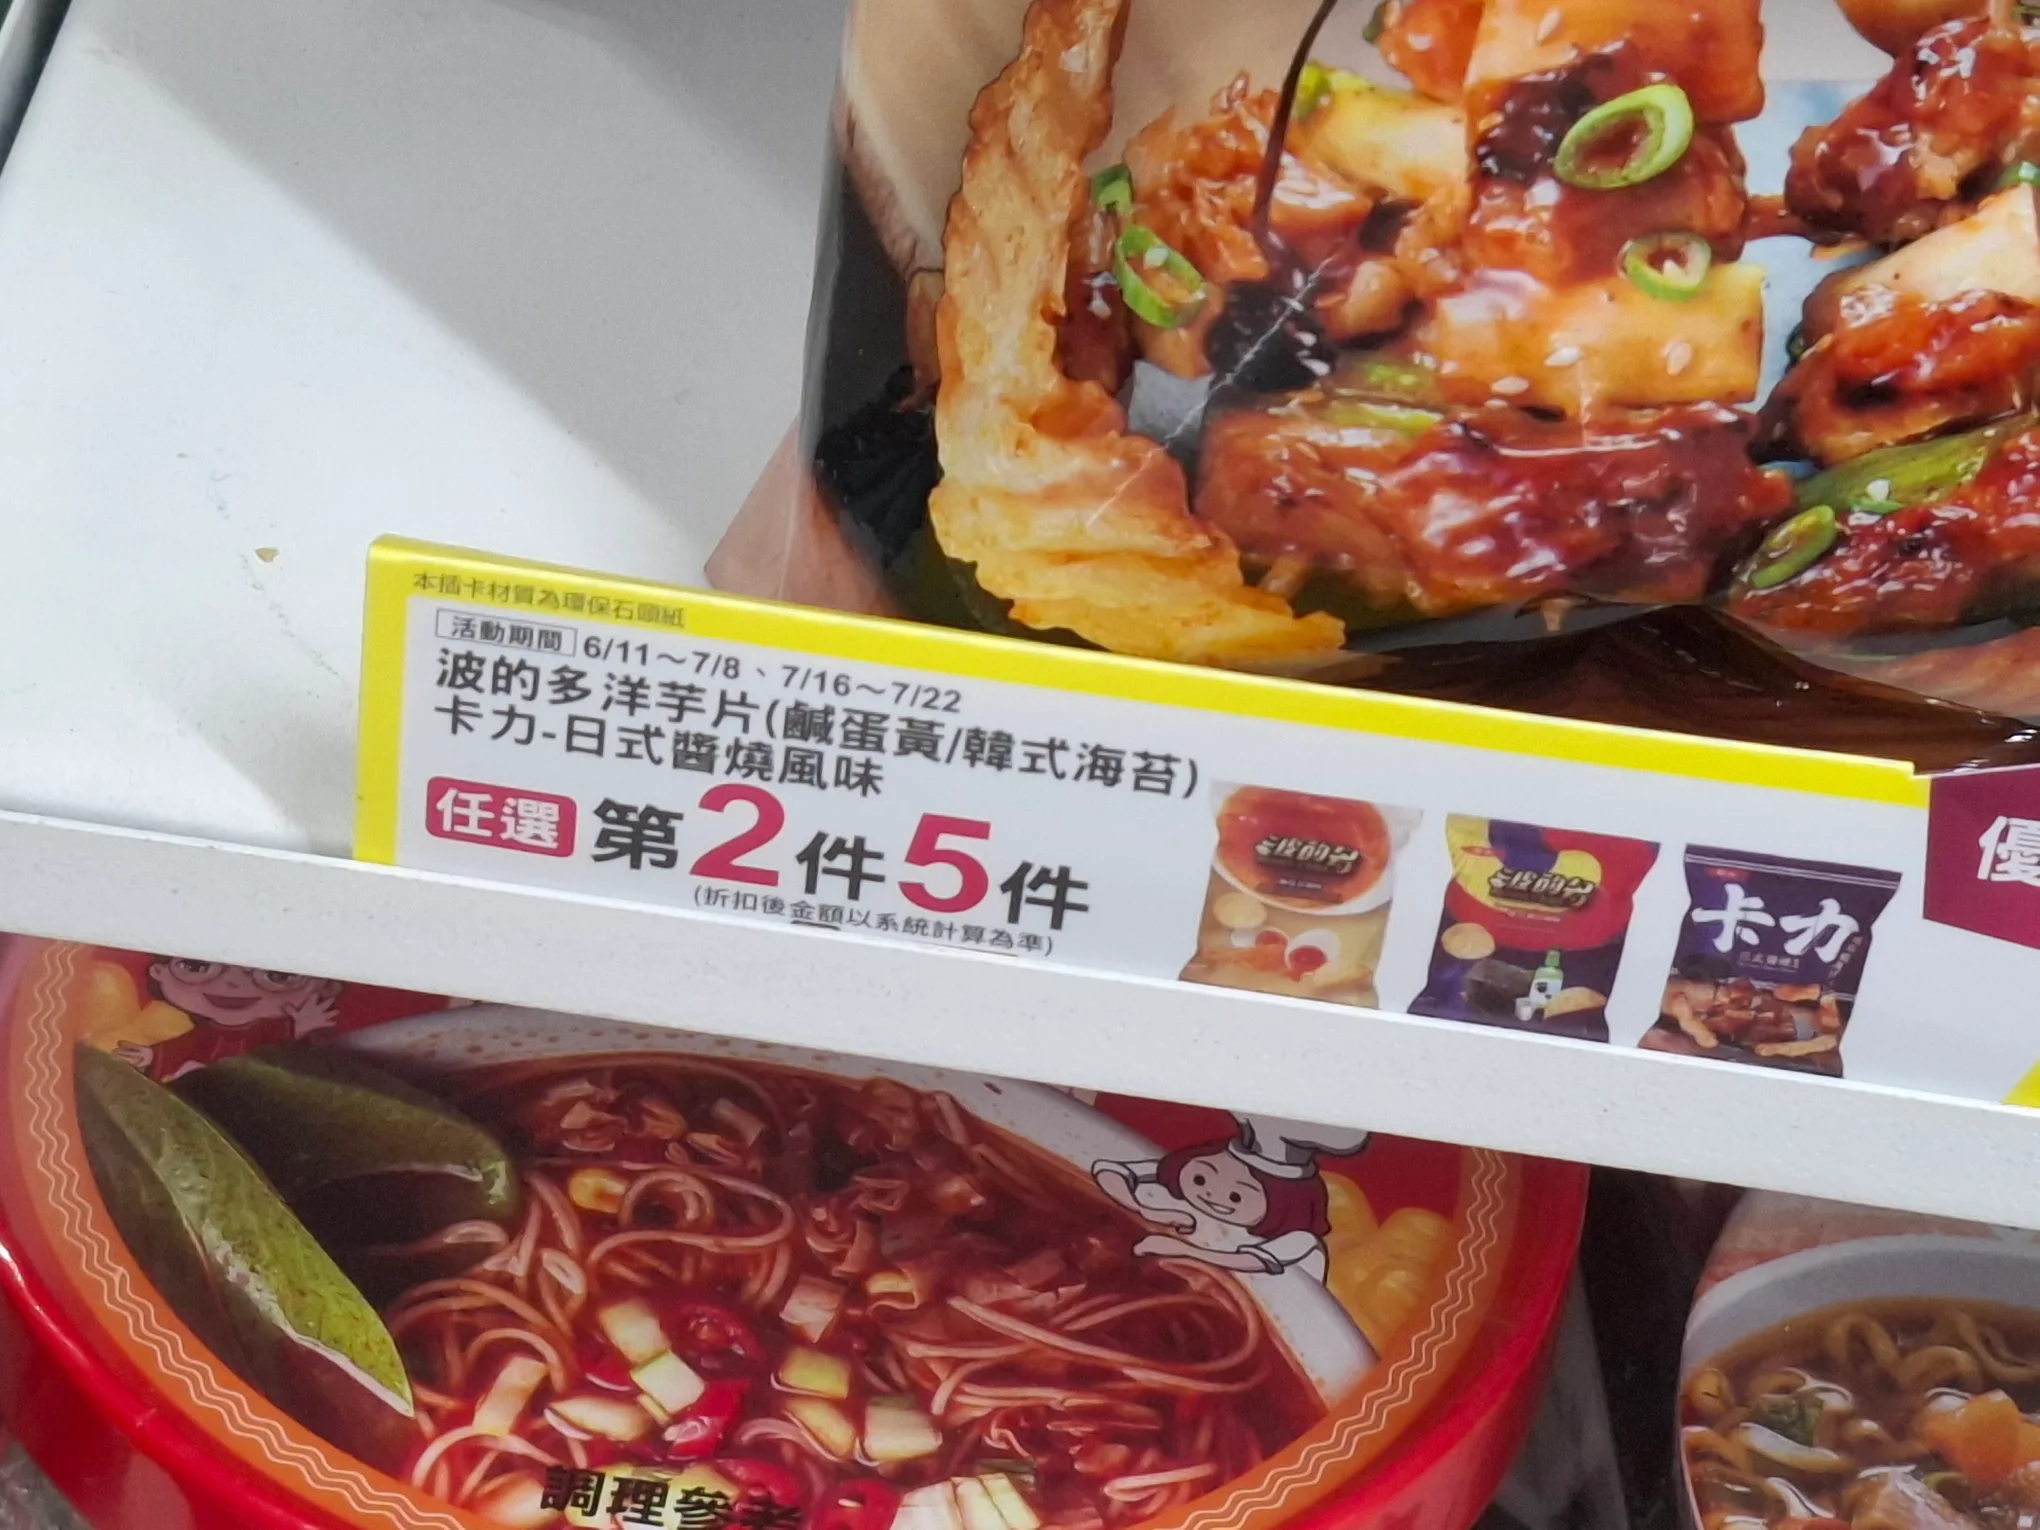 本插卡材質為環保石頭紙
活動期間 6/11～7/8、7/16～7/22
波的多洋芋片(鹹蛋黃/韓式海苔)
卡力-日式醬燒風味
任選 第2件5件
(折扣後金額以系統計算為準)
波的多
波的多
卡力
日式醬燒
優
調理參考